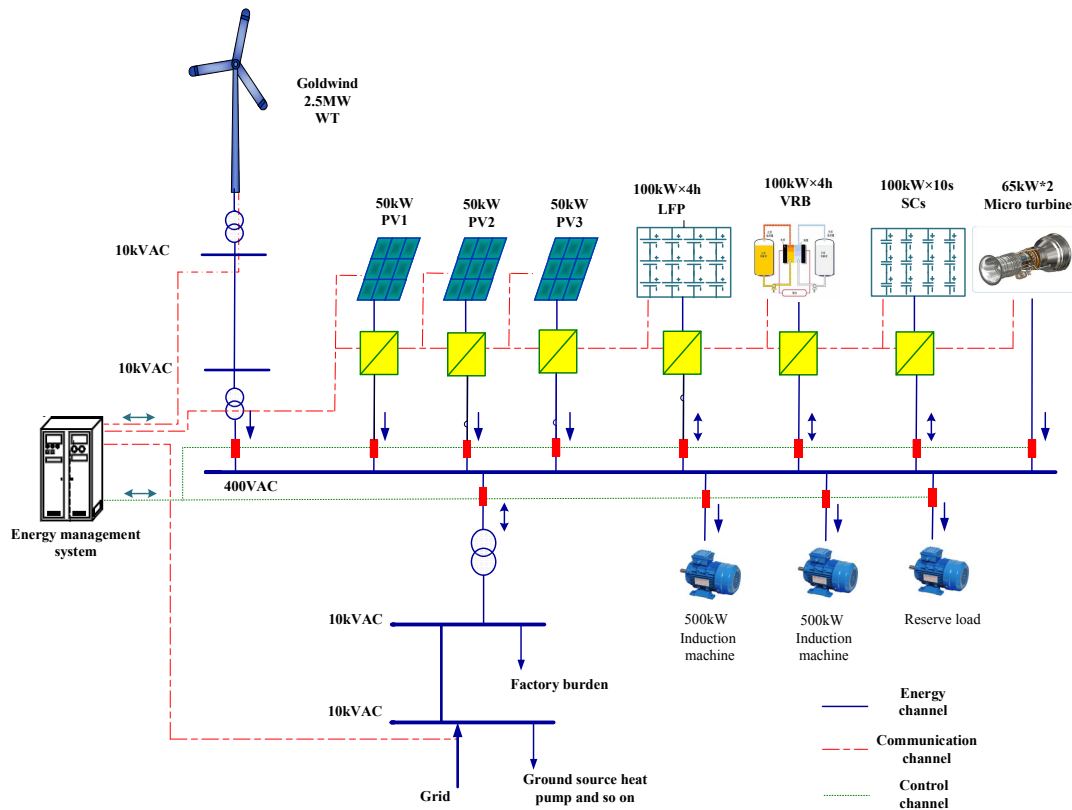 Goldwind
2.5MW
WT
10kVAC
10kVAC
50kW
PV1
50kW
PV2
50kW
PV3
100kW×4h
LFP
100kW×4h
VRB
100kW×10s
SCs
65kW*2
Micro turbine
400VAC
Energy management
system
500kW
Induction
machine
500kW
Induction
machine
Reserve load
10kVAC
Factory burden
10kVAC
Grid
Ground source heat
pump and so on
Energy
channel
Communication
channel
Control
channel